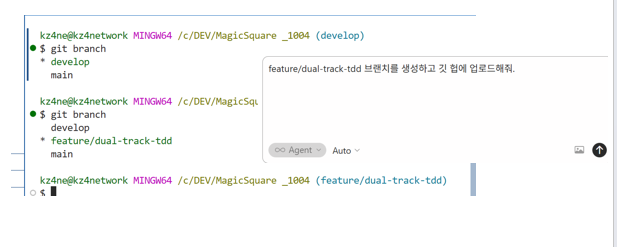 kz4ne@kz4network MINGW64 /c/DEV/MagicSquare _1004 (develop)
$ git branch
* develop
main
kz4ne@kz4network MINGW64 /c/DEV/MagicSqu
$ git branch
develop
* feature/dual-track-tdd
main
kz4ne@kz4network MINGW64 /c/DEV/MagicSquare _1004 (feature/dual-track-tdd)
$
feature/dual-track-tdd 브랜치를 생성하고 깃 헙에 업로드해줘.
Agent
Auto